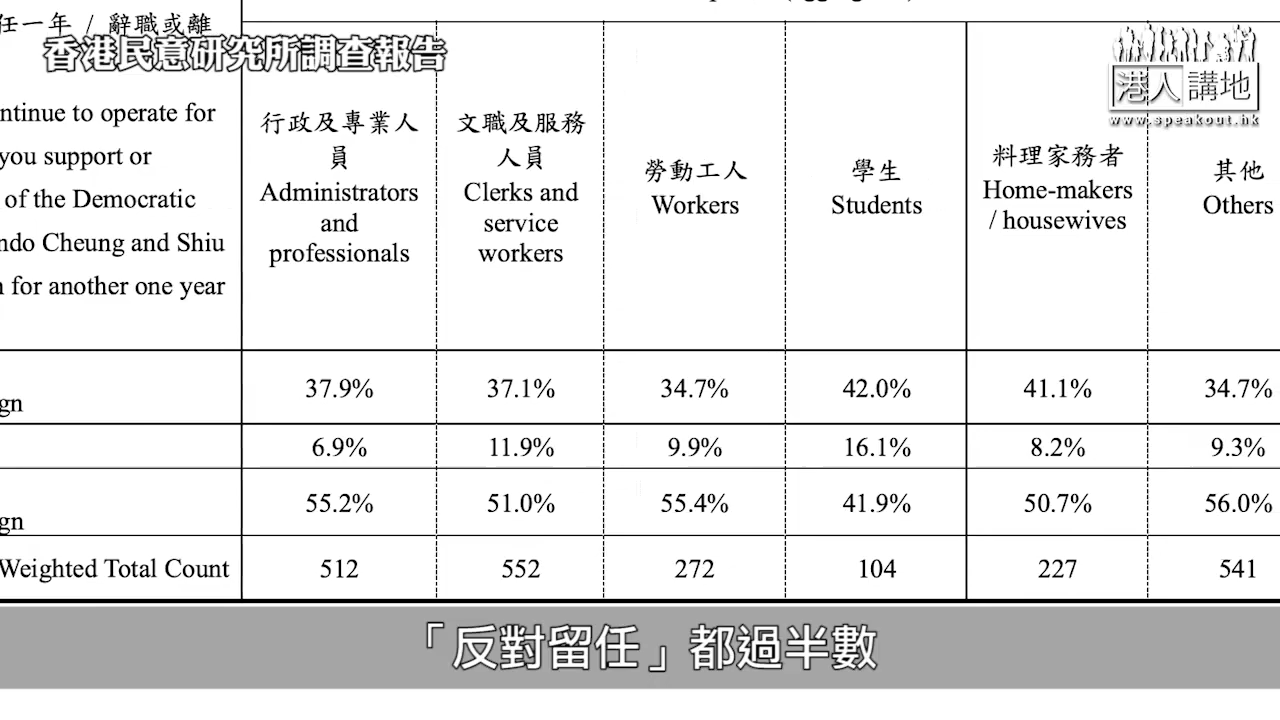 任一年 / 辭職或離
香港民意研究所調查報告
港人講地
www.speakout.hk
ntinue to operate for
you support or
of the Democratic
ndo Cheung and Shiu
for another one year
行政及專業人
員
Administrators
and
professionals
文職及服務
人員
Clerks and
service
workers
勞動工人
Workers
學生
Students
料理家務者
Home-makers
/ housewives
其他
Others
gn
37.9%
37.1%
34.7%
42.0%
41.1%
34.7%
6.9%
11.9%
9.9%
16.1%
8.2%
9.3%
gn
55.2%
51.0%
55.4%
41.9%
50.7%
56.0%
Weighted Total Count
512
552
272
104
227
541
「反對留任」都過半數